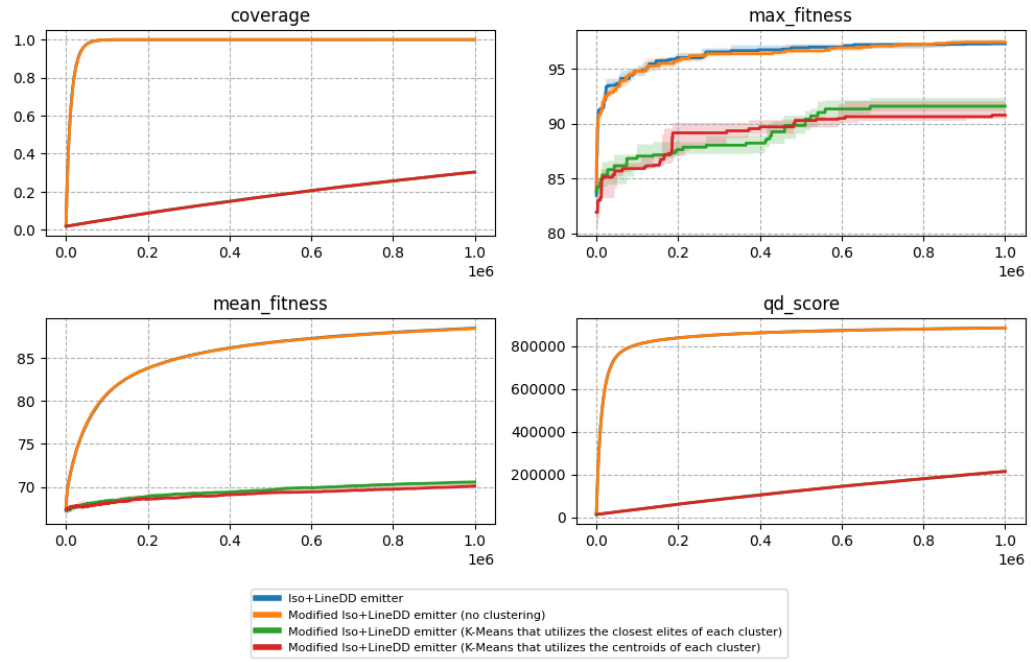 coverage
1.0
0.8
0.6
0.4
0.2
0.0
0.0 0.2 0.4 0.6 0.8 1.0
1e6
max_fitness
95
90
85
80
0.0 0.2 0.4 0.6 0.8 1.0
1e6
mean_fitness
85
80
75
70
0.0 0.2 0.4 0.6 0.8 1.0
1e6
qd_score
800000
600000
400000
200000
0
0.0 0.2 0.4 0.6 0.8 1.0
1e6
Iso+LineDD emitter
Modified Iso+LineDD emitter (no clustering)
Modified Iso+LineDD emitter (K-Means that utilizes the closest elites of each cluster)
Modified Iso+LineDD emitter (K-Means that utilizes the centroids of each cluster)